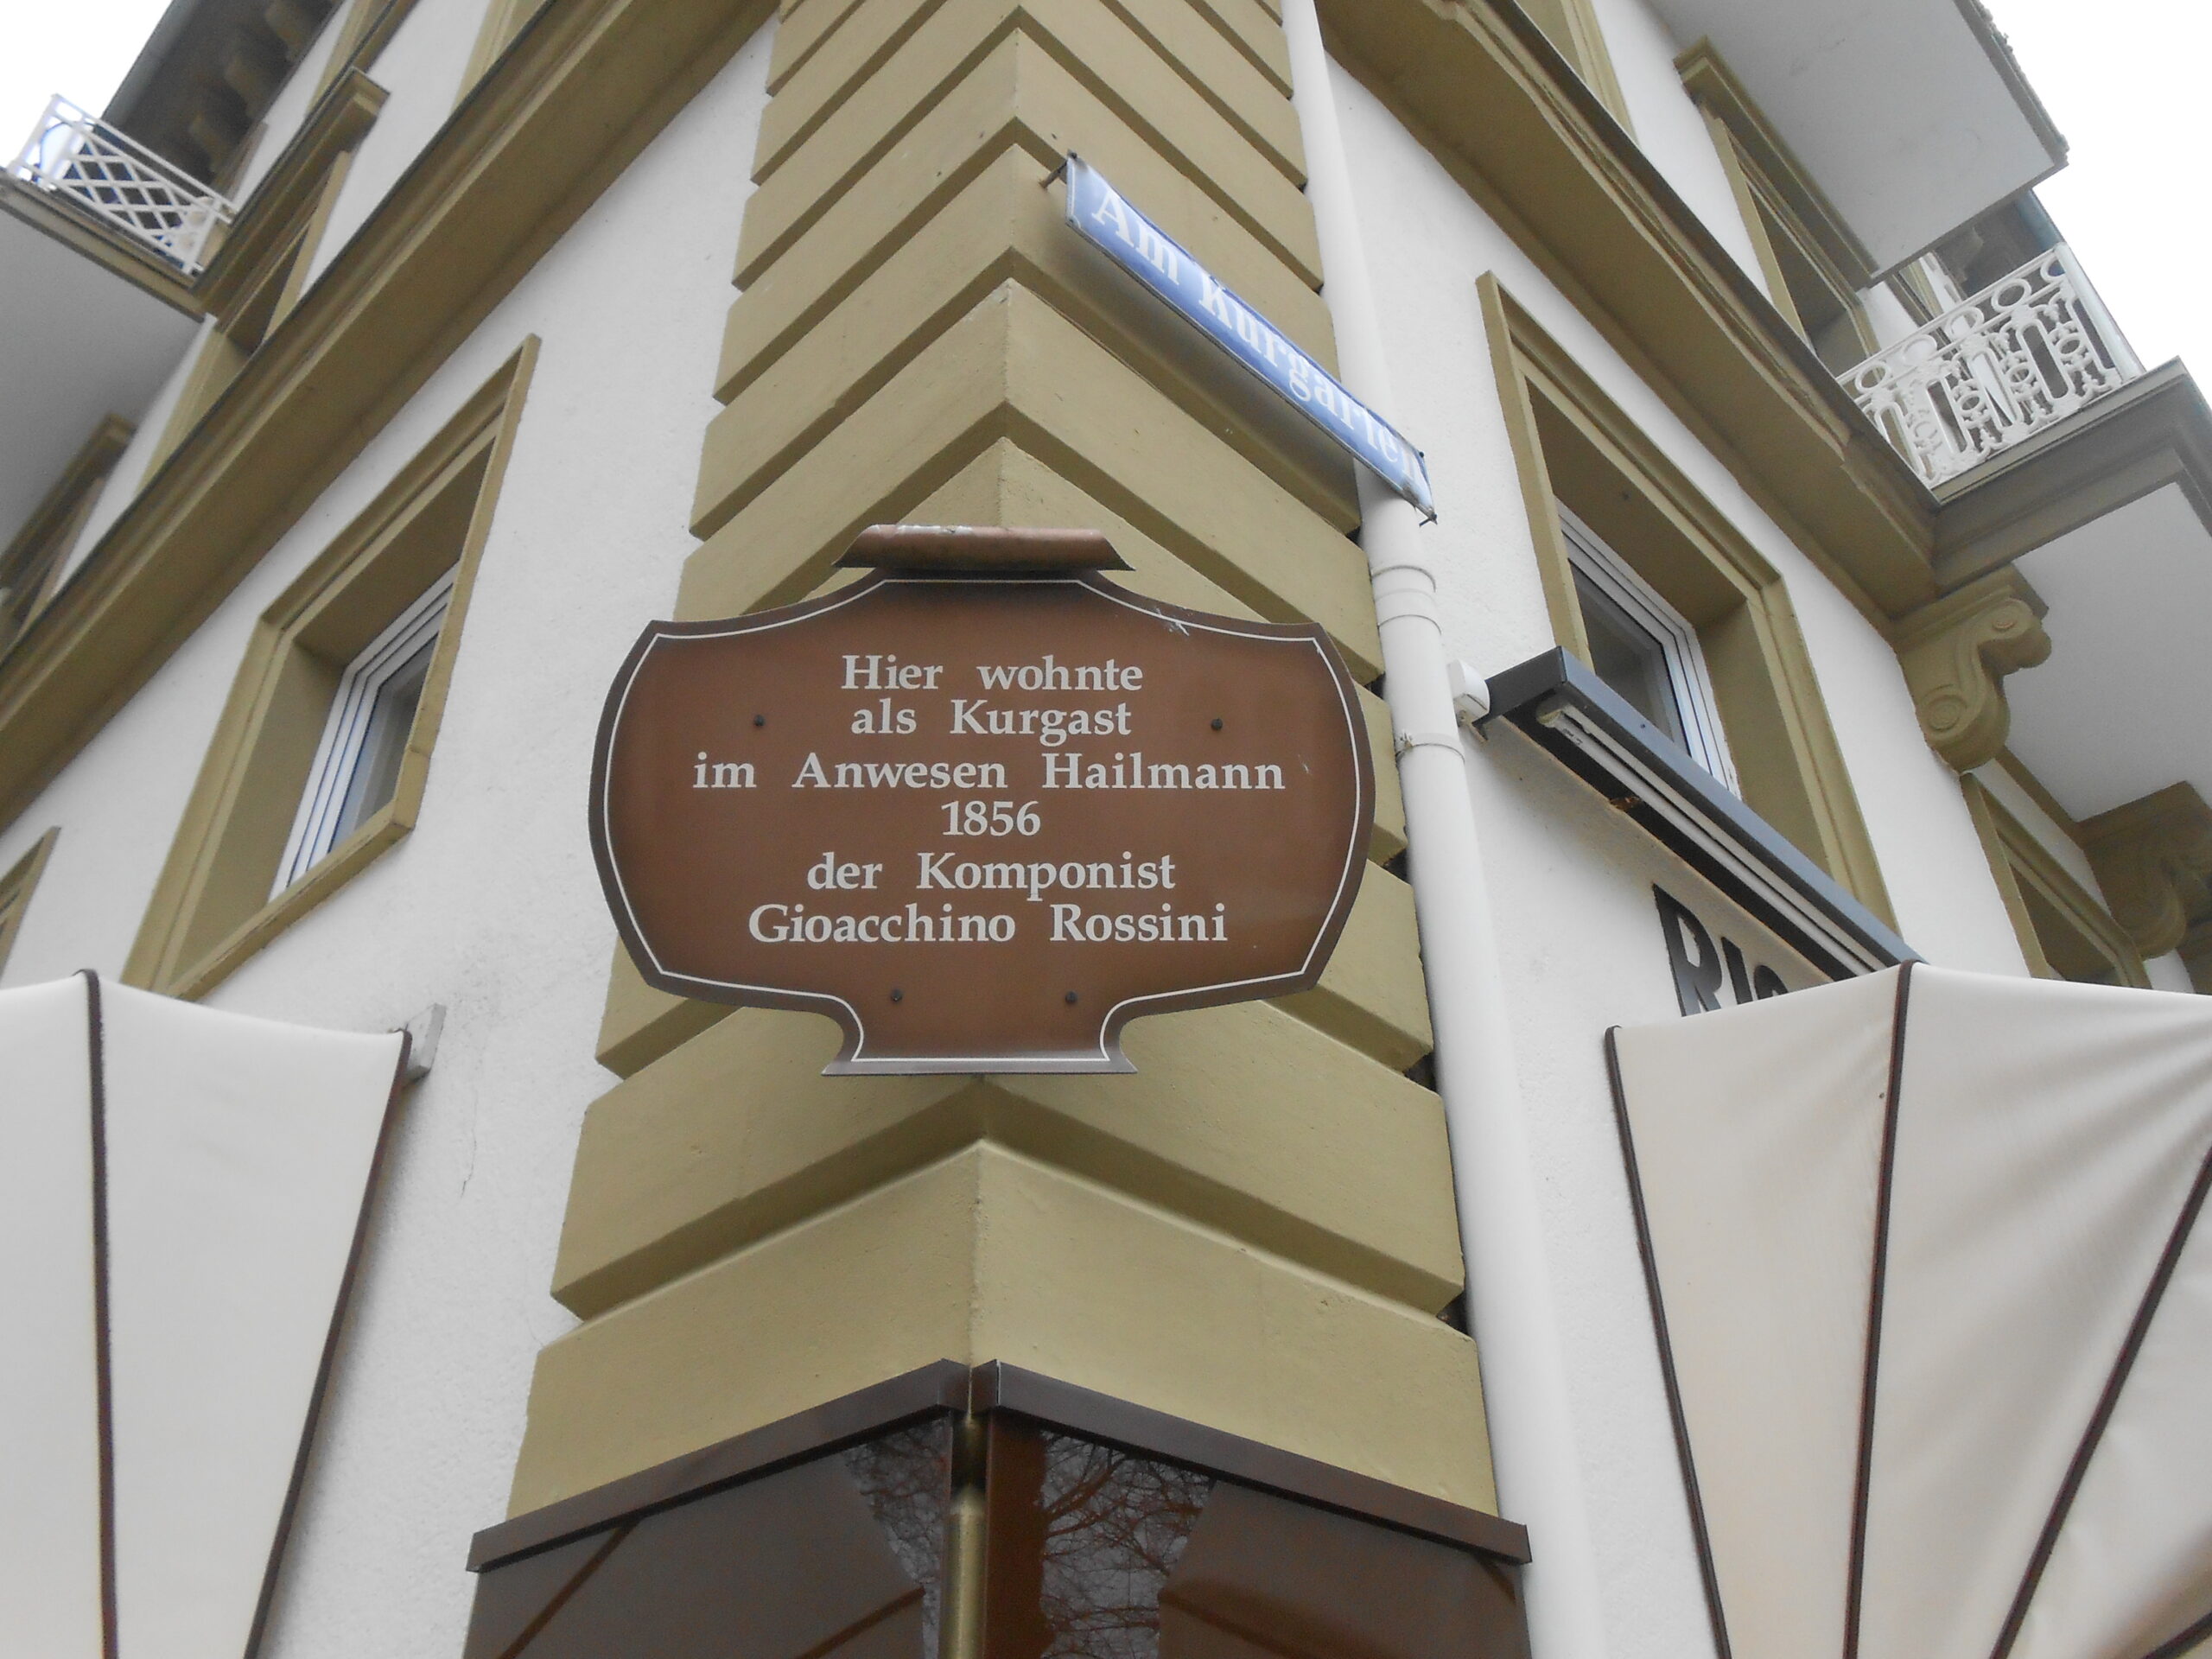 Am Kurgarten
Hier wohnte
als Kurgast
im Anwesen Hailmann
1856
der Komponist
Gioacchino Rossini